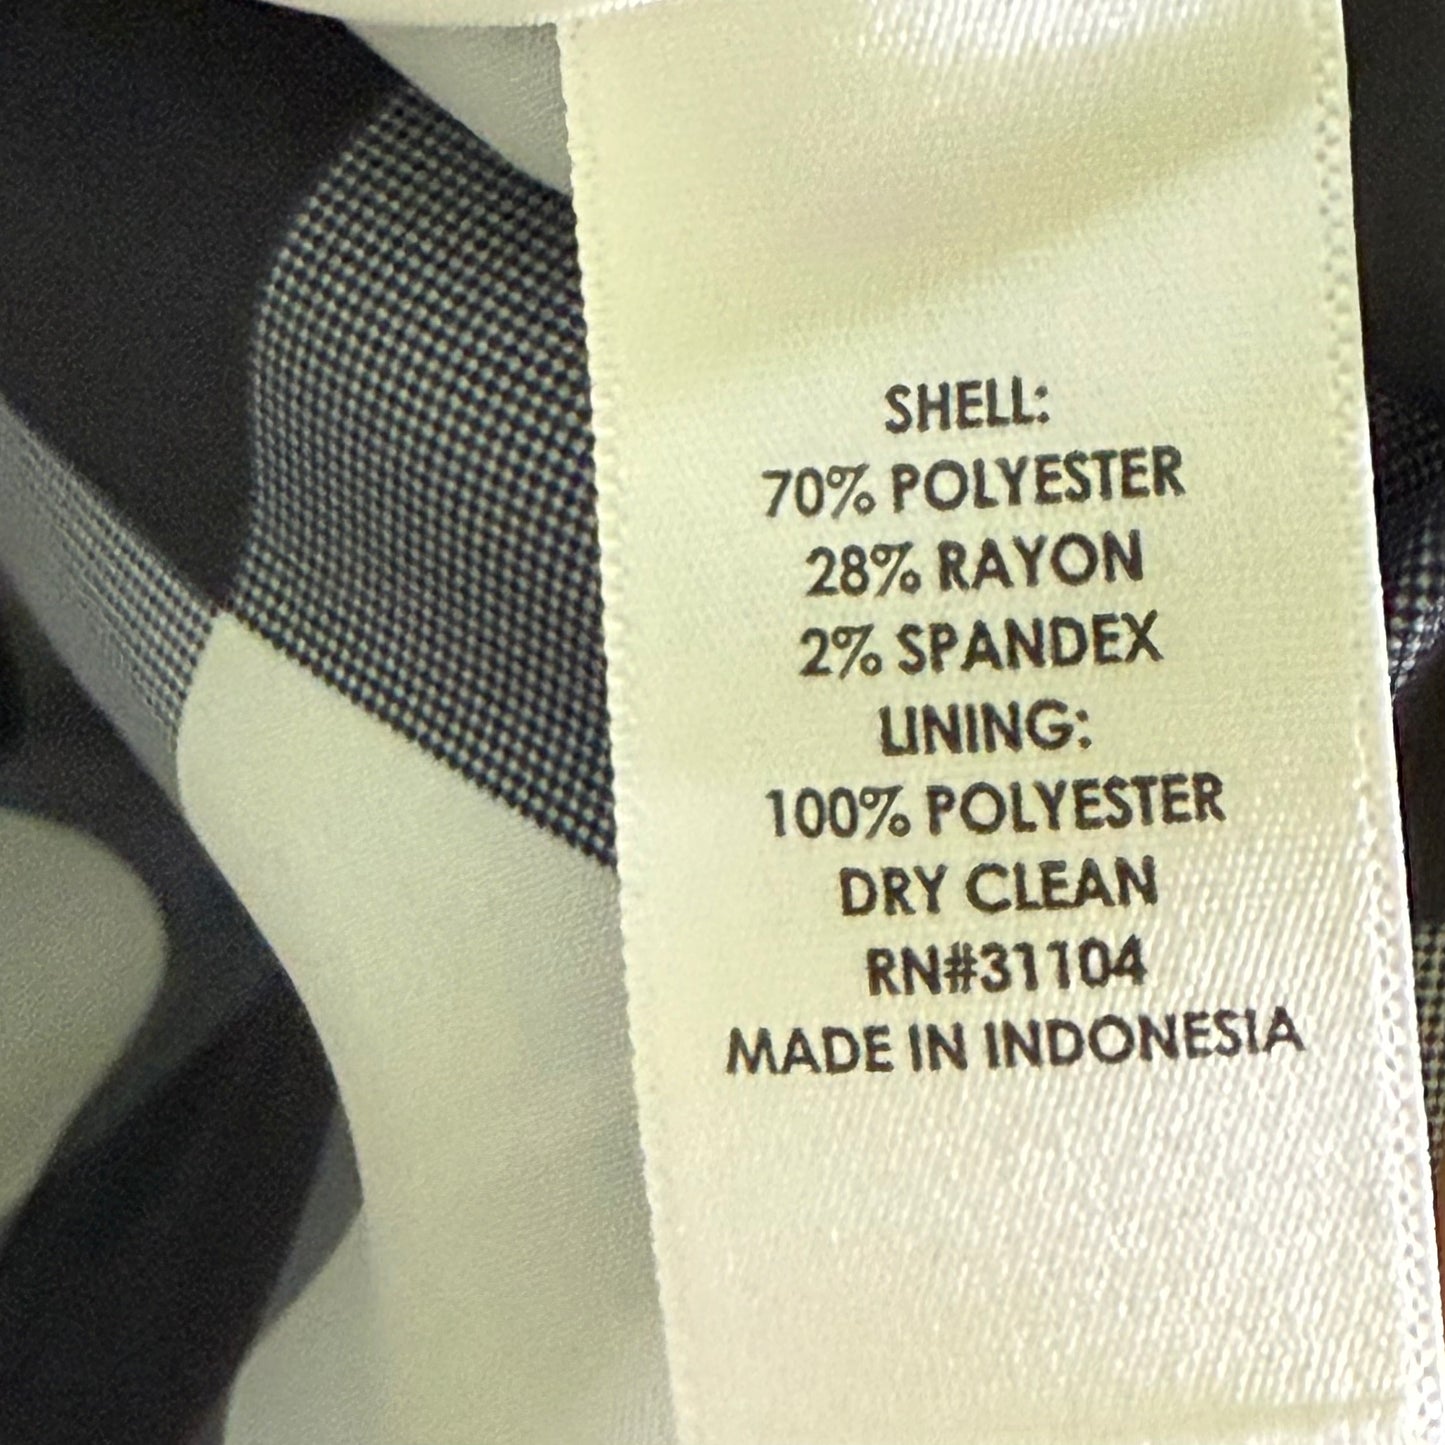 SHELL:
70% POLYESTER
28% RAYON
2% SPANDEX
LINING:
100% POLYESTER
DRY CLEAN
RN#31104
MADE IN INDONESIA